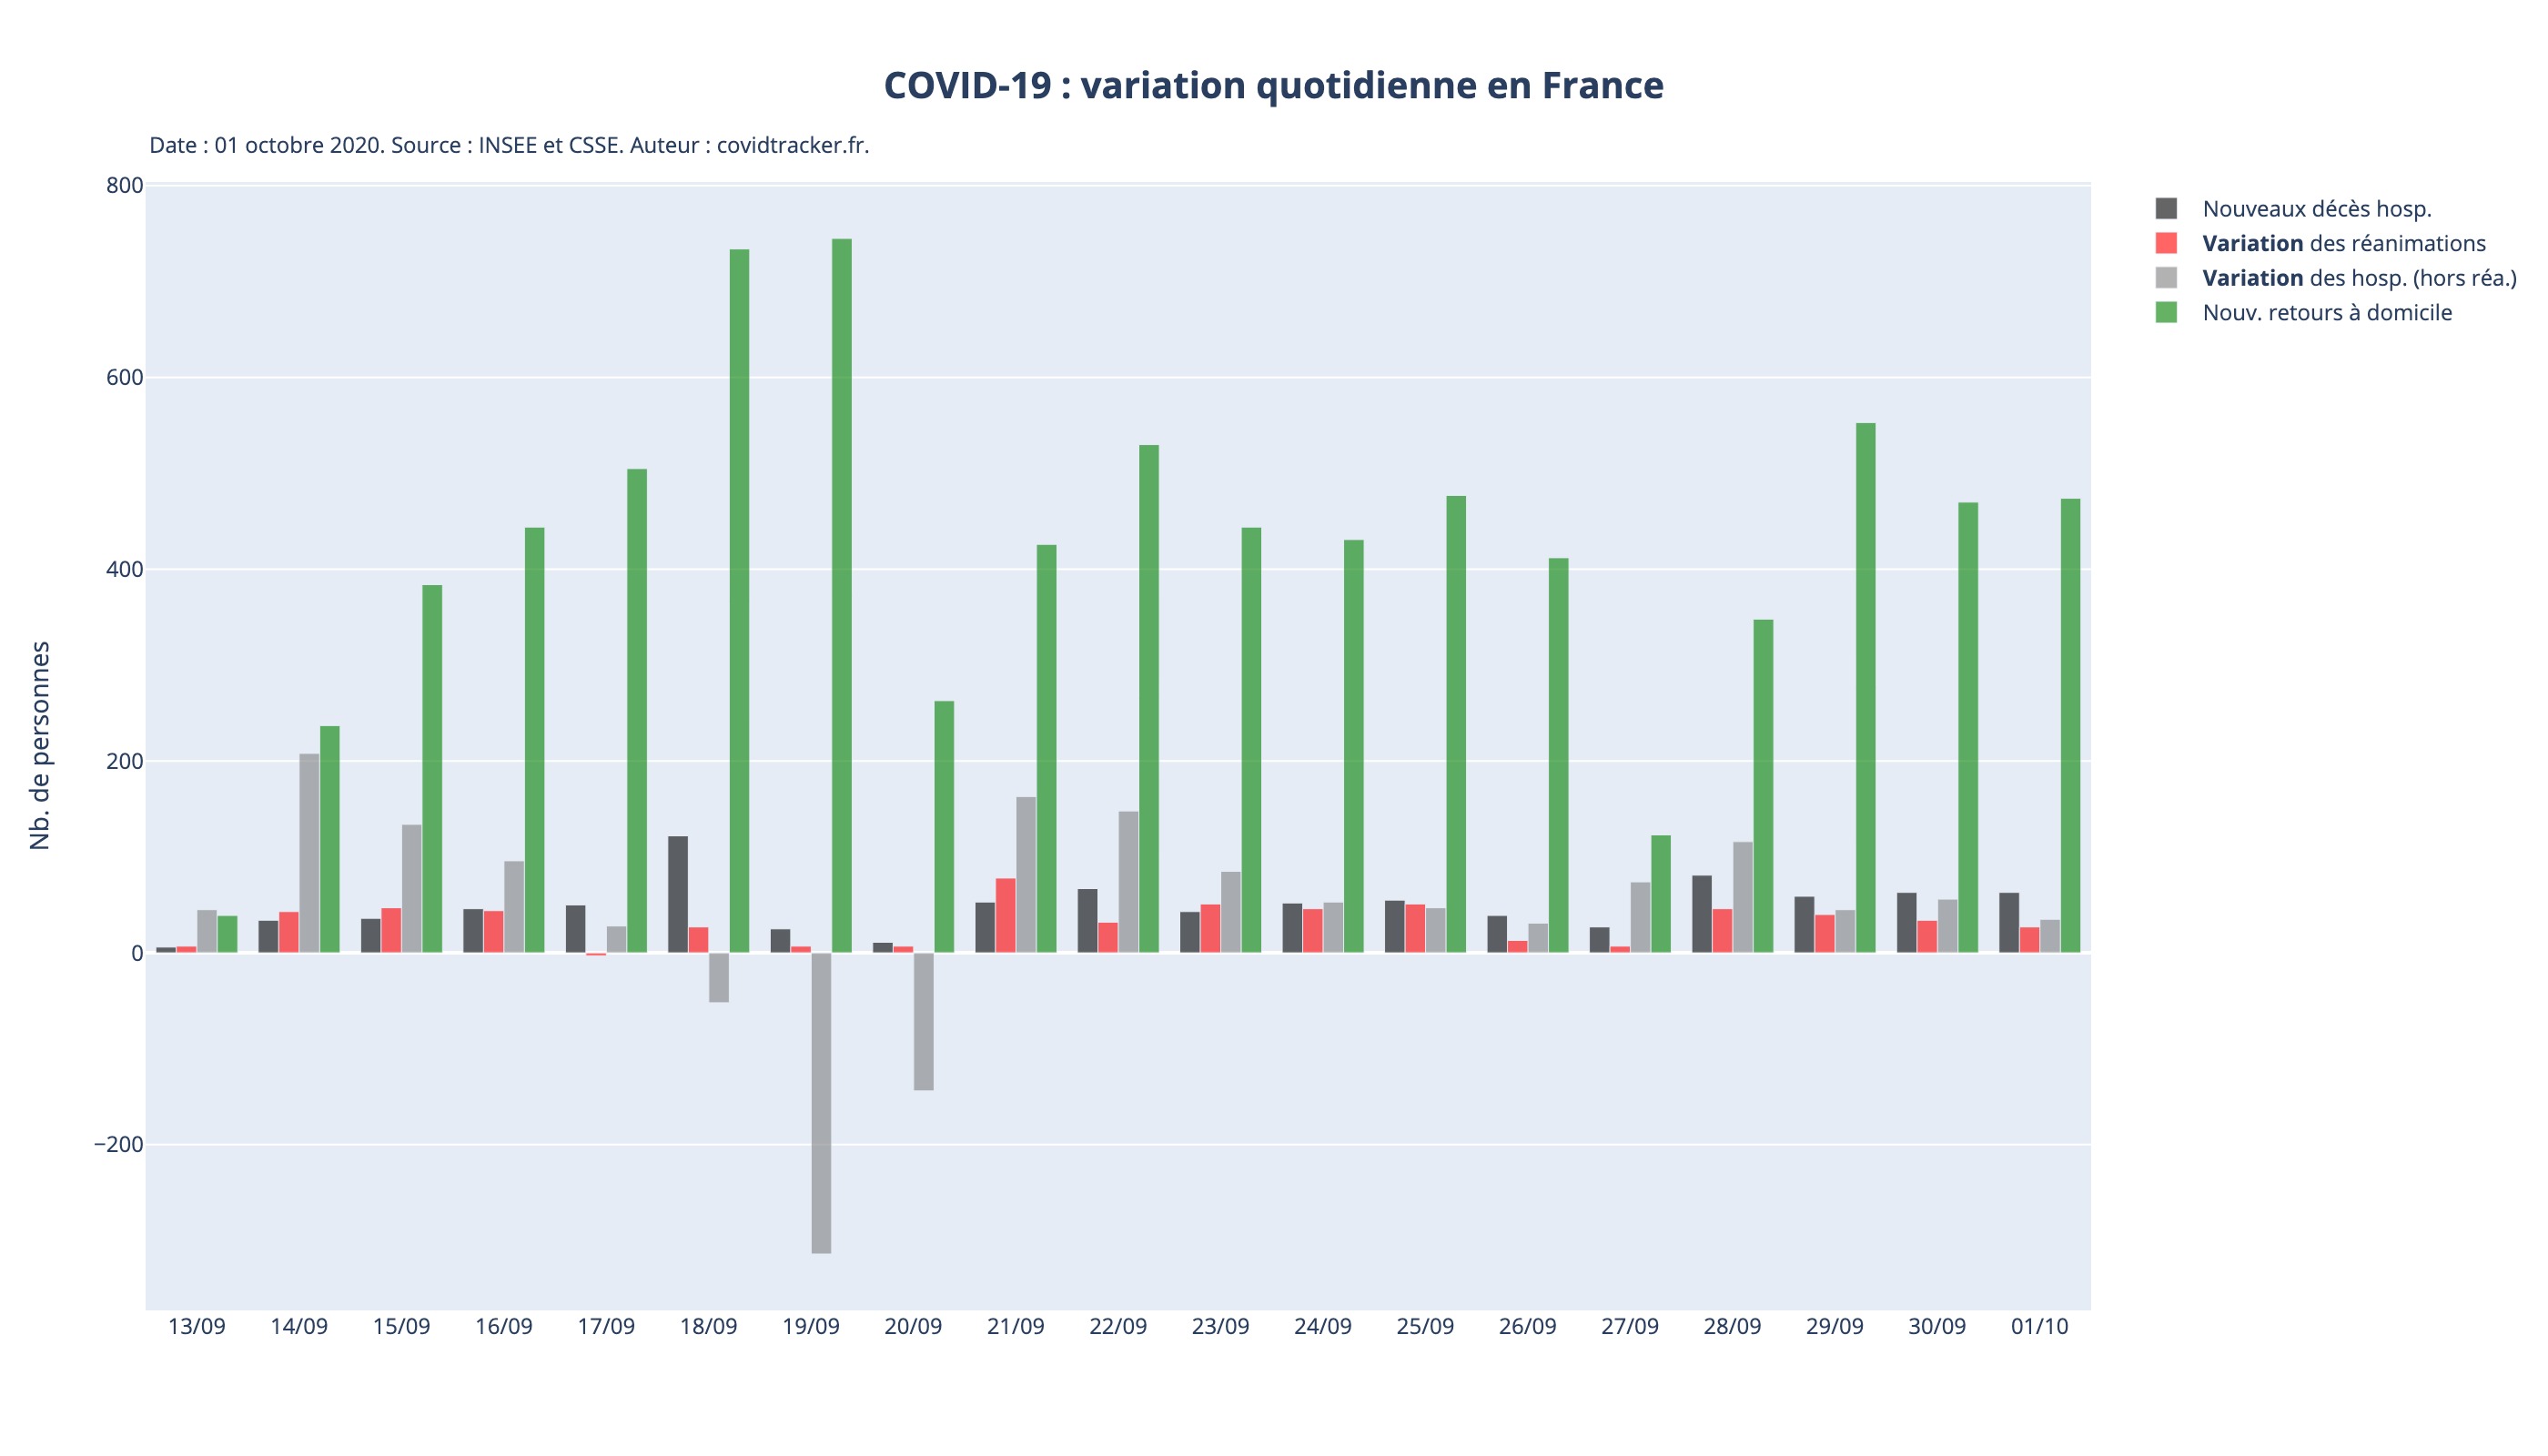 COVID-19 : variation quotidienne en France
Date : 01 octobre 2020. Source : INSEE et CSSE. Auteur : covidtracker.fr.
Nouveaux décès hosp.
Variation des réanimations
Variation des hosp. (hors réa.)
Nouv. retours à domicile
Nb. de personnes
800
600
400
200
0
−200
13/09 14/09 15/09 16/09 17/09 18/09 19/09 20/09 21/09 22/09 23/09 24/09 25/09 26/09 27/09 28/09 29/09 30/09 01/10